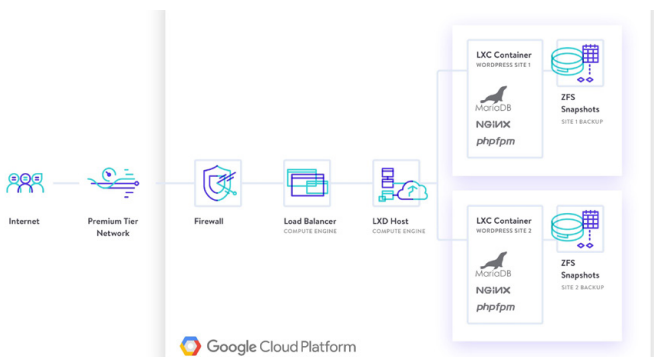 LXC Container
WORDPRESS SITE 1
MariaDB
NGINX
phpfpm
ZFS
Snapshots
SITE 1 BACKUP
Internet
Premium Tier
Network
Firewall
Load Balancer
COMPUTE ENGINE
LXD Host
COMPUTE ENGINE
LXC Container
WORDPRESS SITE 2
MariaDB
NGINX
phpfpm
ZFS
Snapshots
SITE 2 BACKUP
Google Cloud Platform